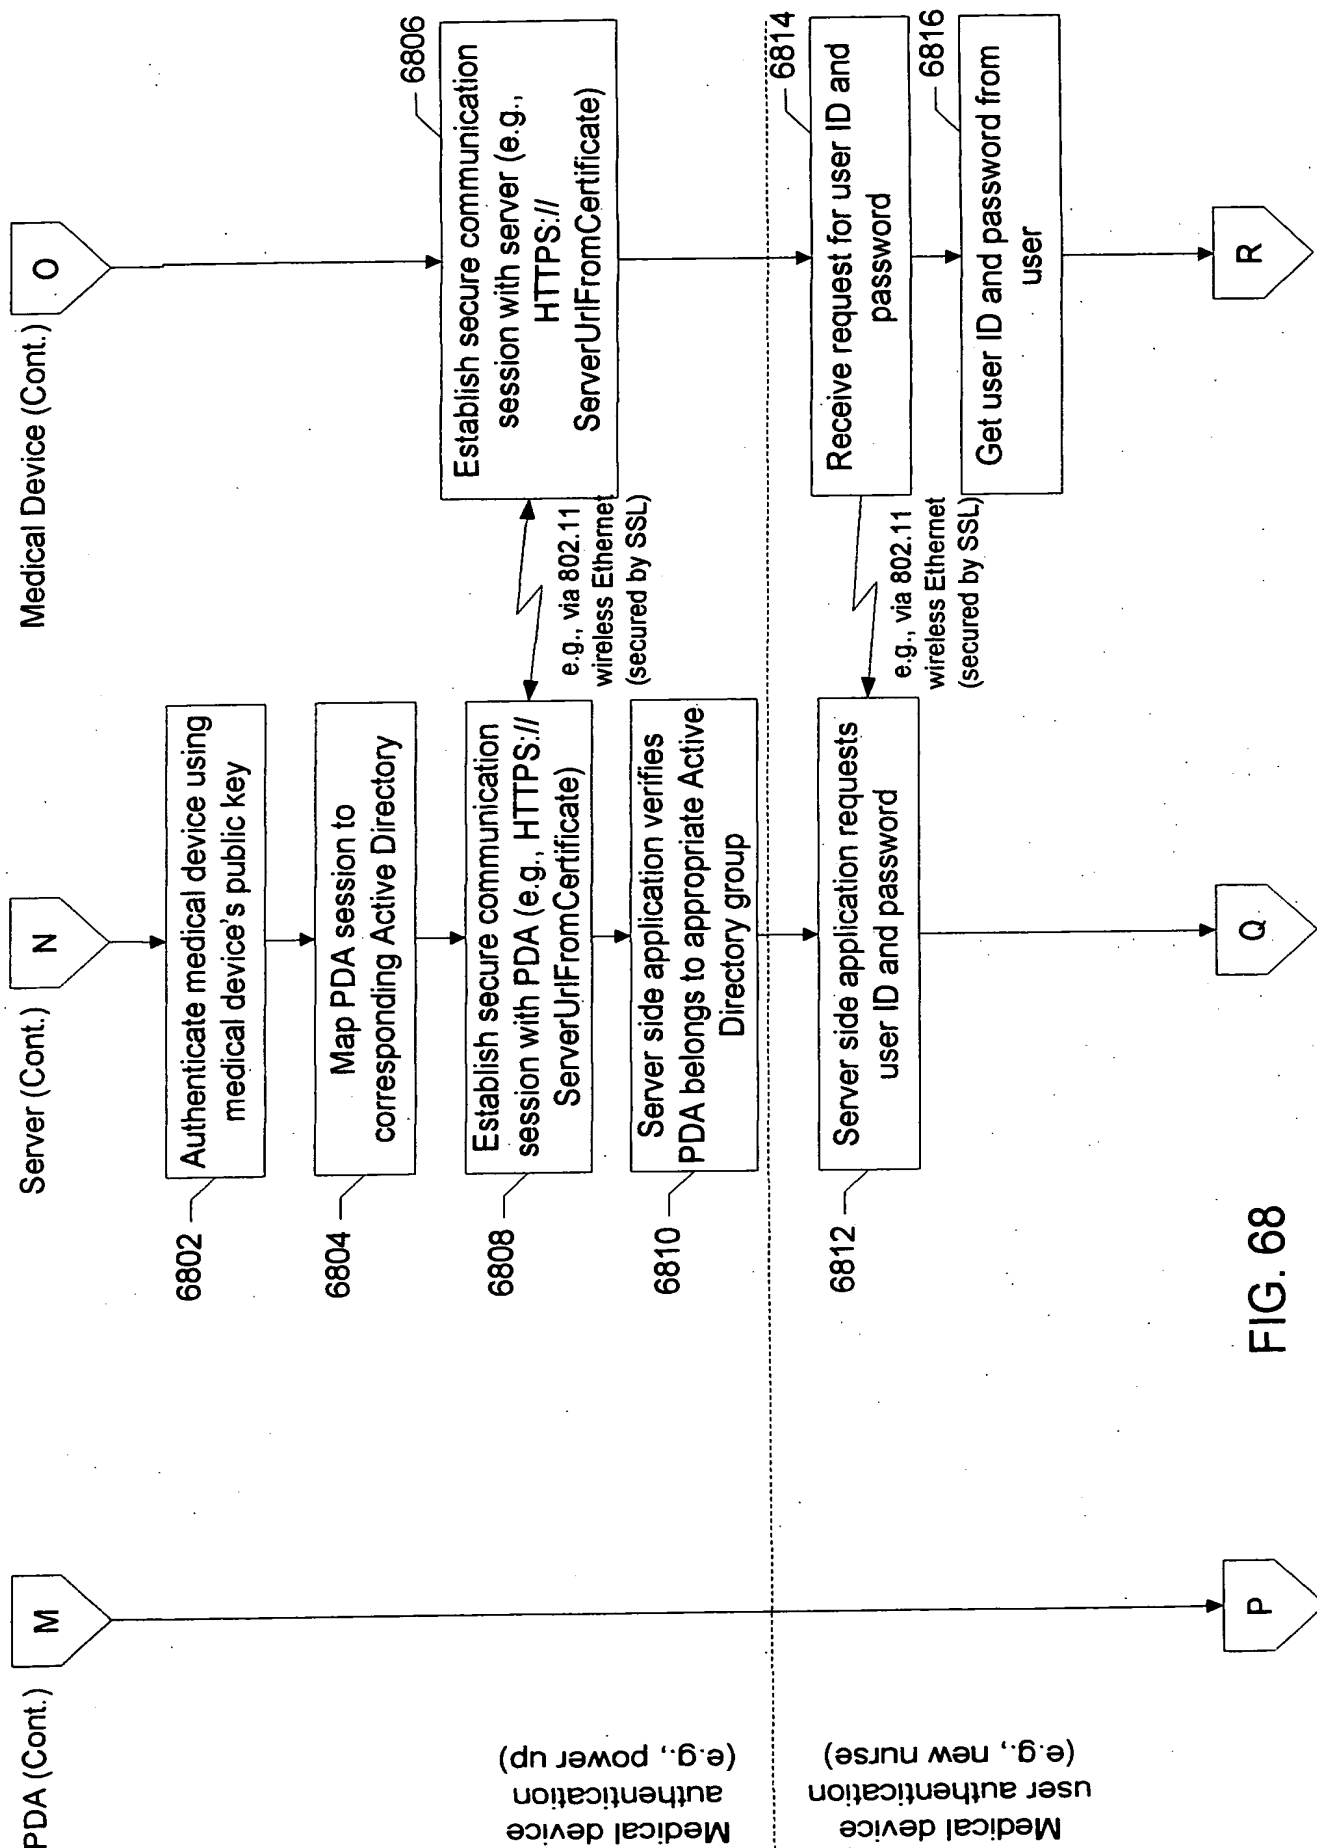 PDA (Cont.)
Server (Cont.)
Medical Device (Cont.)
M
N
O
Medical device
authentication
(e.g., power up)
6802
Authenticate medical device using
medical device's public key
6804
Map PDA session to
corresponding Active Directory
6806
Establish secure communication
session with server (e.g.,
HTTPS://
ServerUrlFromCertificate)
6808
Establish secure communication
session with PDA (e.g., HTTPS://
ServerUrlFromCertificate)
e.g., via 802.11
wireless Ethernet
(secured by SSL)
6810
Server side application verifies
PDA belongs to appropriate Active
Directory group
Medical device
user authentication
(e.g., new nurse)
6812
Server side application requests
user ID and password
6814
Receive request for user ID and
password
e.g., via 802.11
wireless Ethernet
(secured by SSL)
6816
Get user ID and password from
user
P
Q
R
FIG. 68